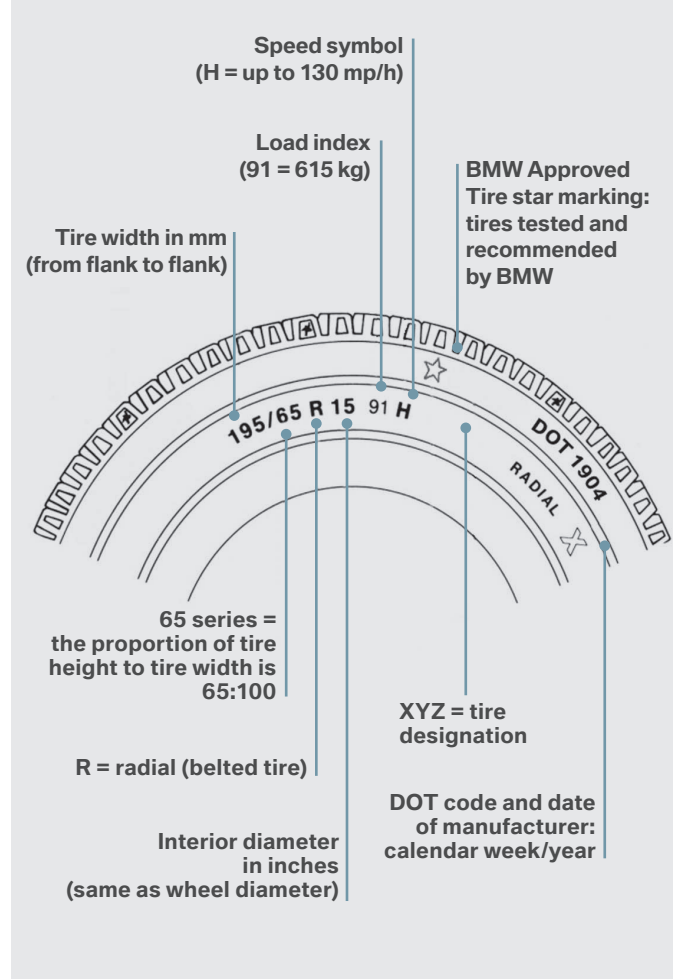 Speed symbol
(H = up to 130 mp/h)
Load index
(91 = 615 kg)
BMW Approved
Tire star marking:
tires tested and
recommended
by BMW
Tire width in mm
(from flank to flank)
195/65 R 15 91 H
DOT 1904
RADIAL
X
65 series =
the proportion of tire
height to tire width is
65:100
XYZ = tire
designation
R = radial (belted tire)
DOT code and date
of manufacturer:
calendar week/year
Interior diameter
in inches
(same as wheel diameter)